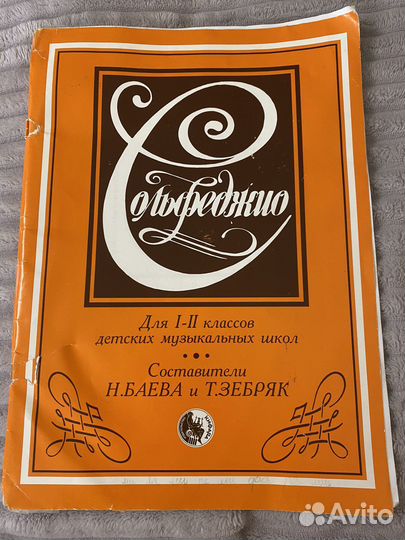 Сольфеджио
Для I-II классов
детских музыкальных школ
Составители
Н.БАЕВА и Т.ЗЕБРЯК
Avito